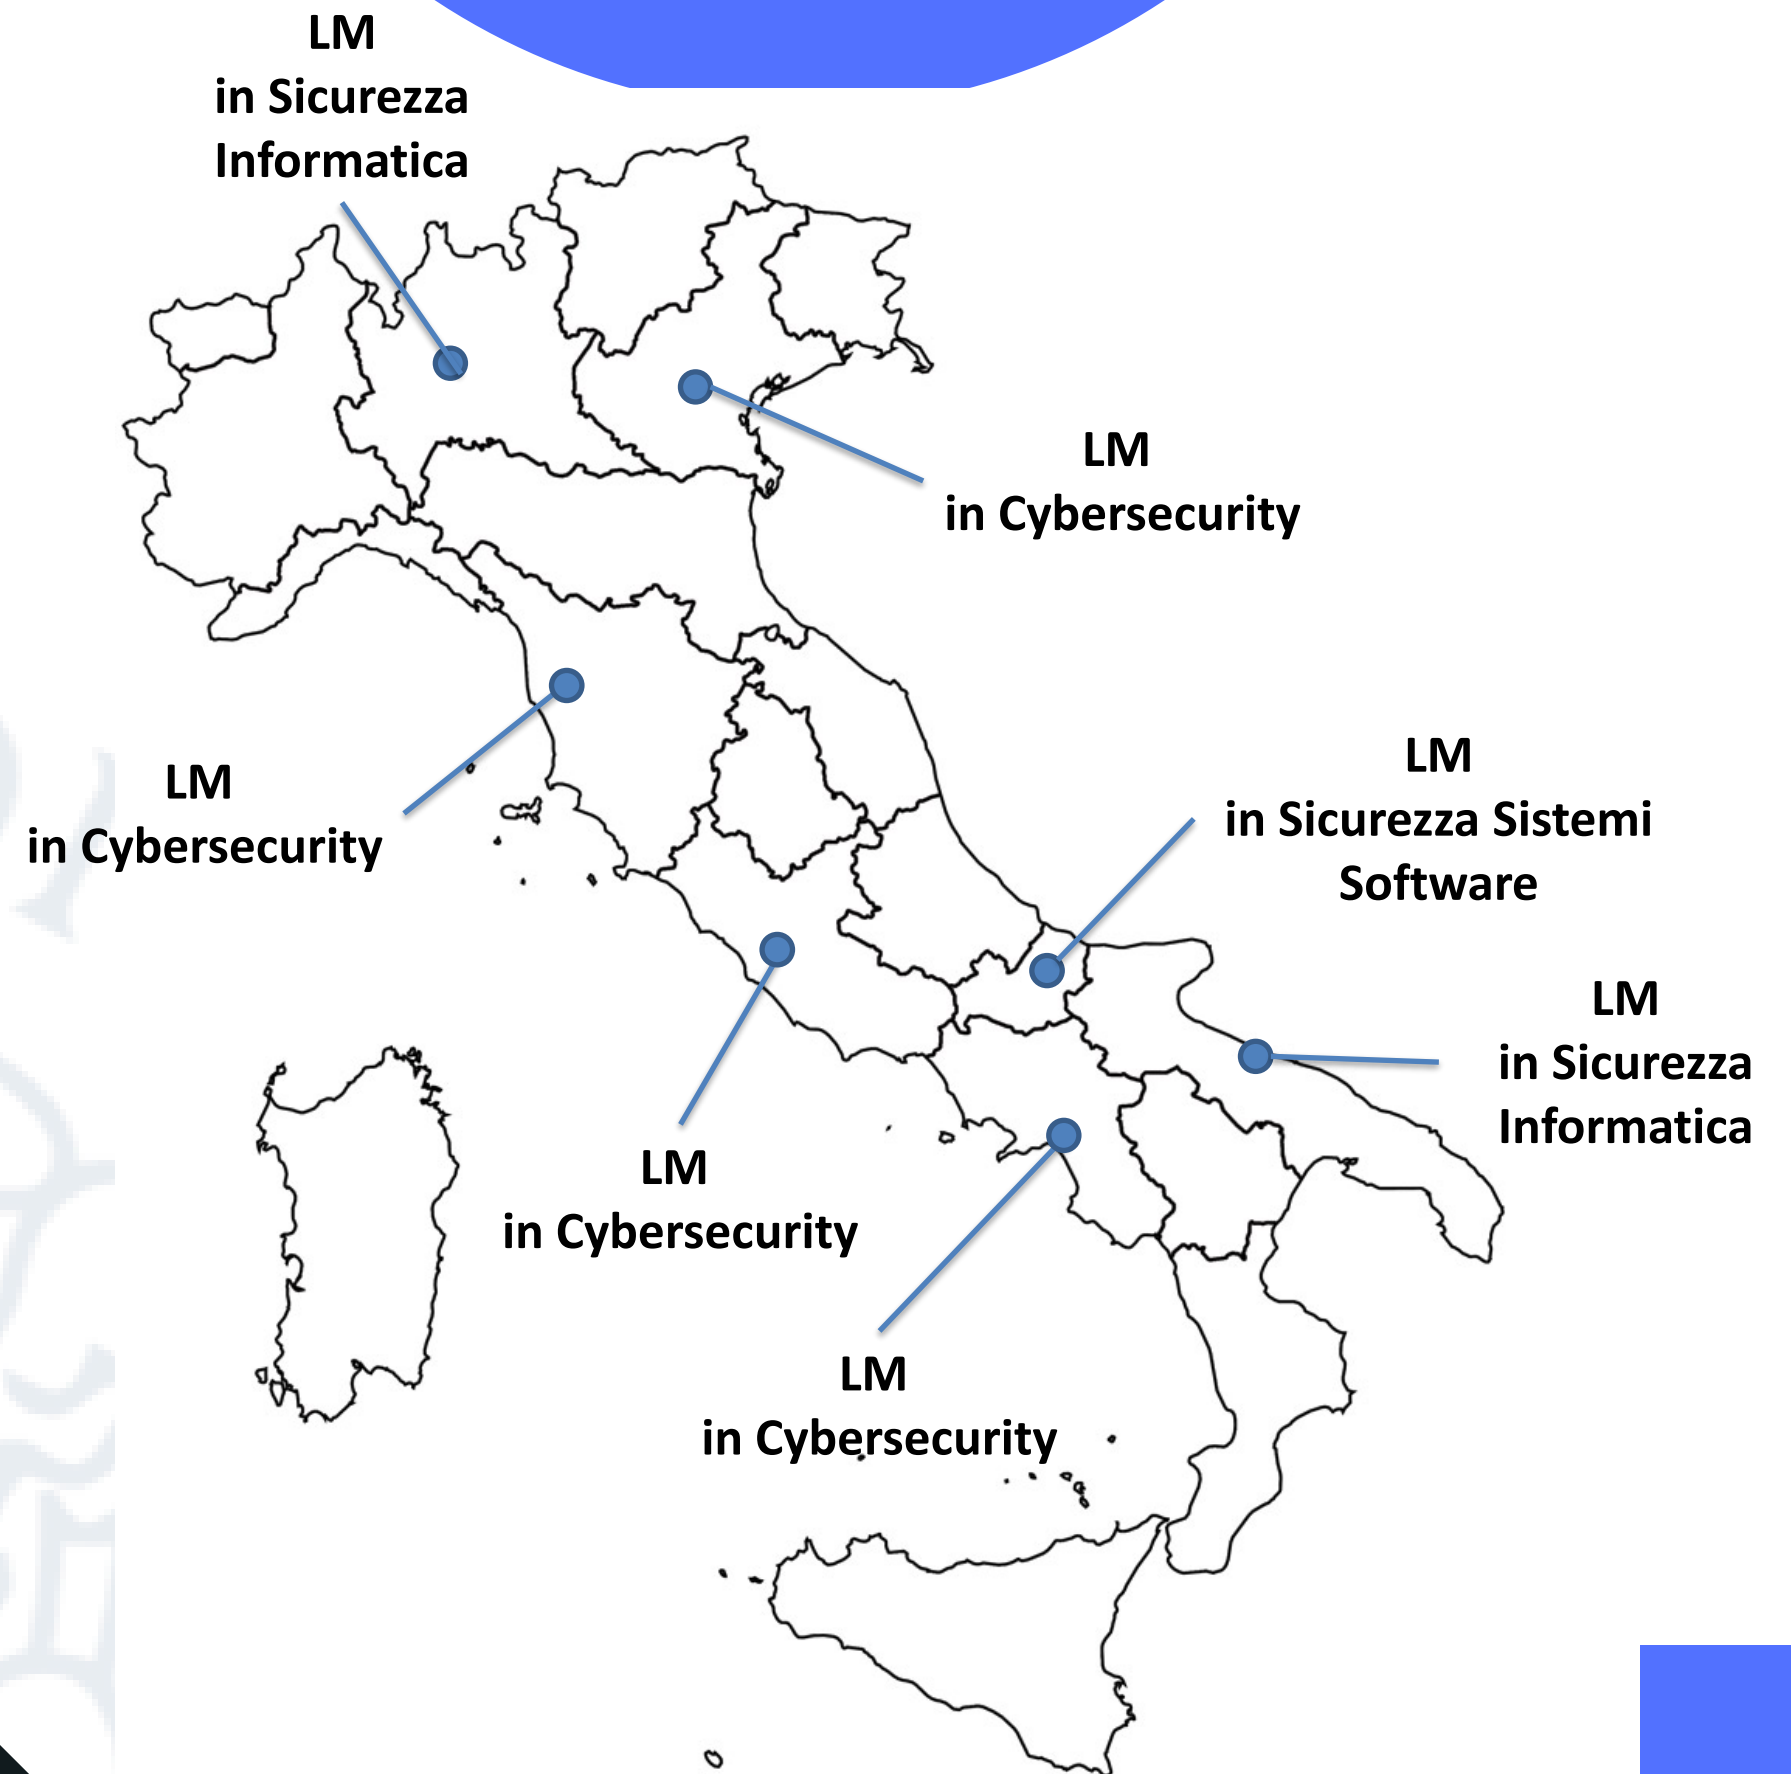 LM
in Sicurezza
Informatica
LM
in Cybersecurity
LM
in Cybersecurity
LM
in Sicurezza Sistemi
Software
LM
in Sicurezza
Informatica
LM
in Cybersecurity
LM
in Cybersecurity